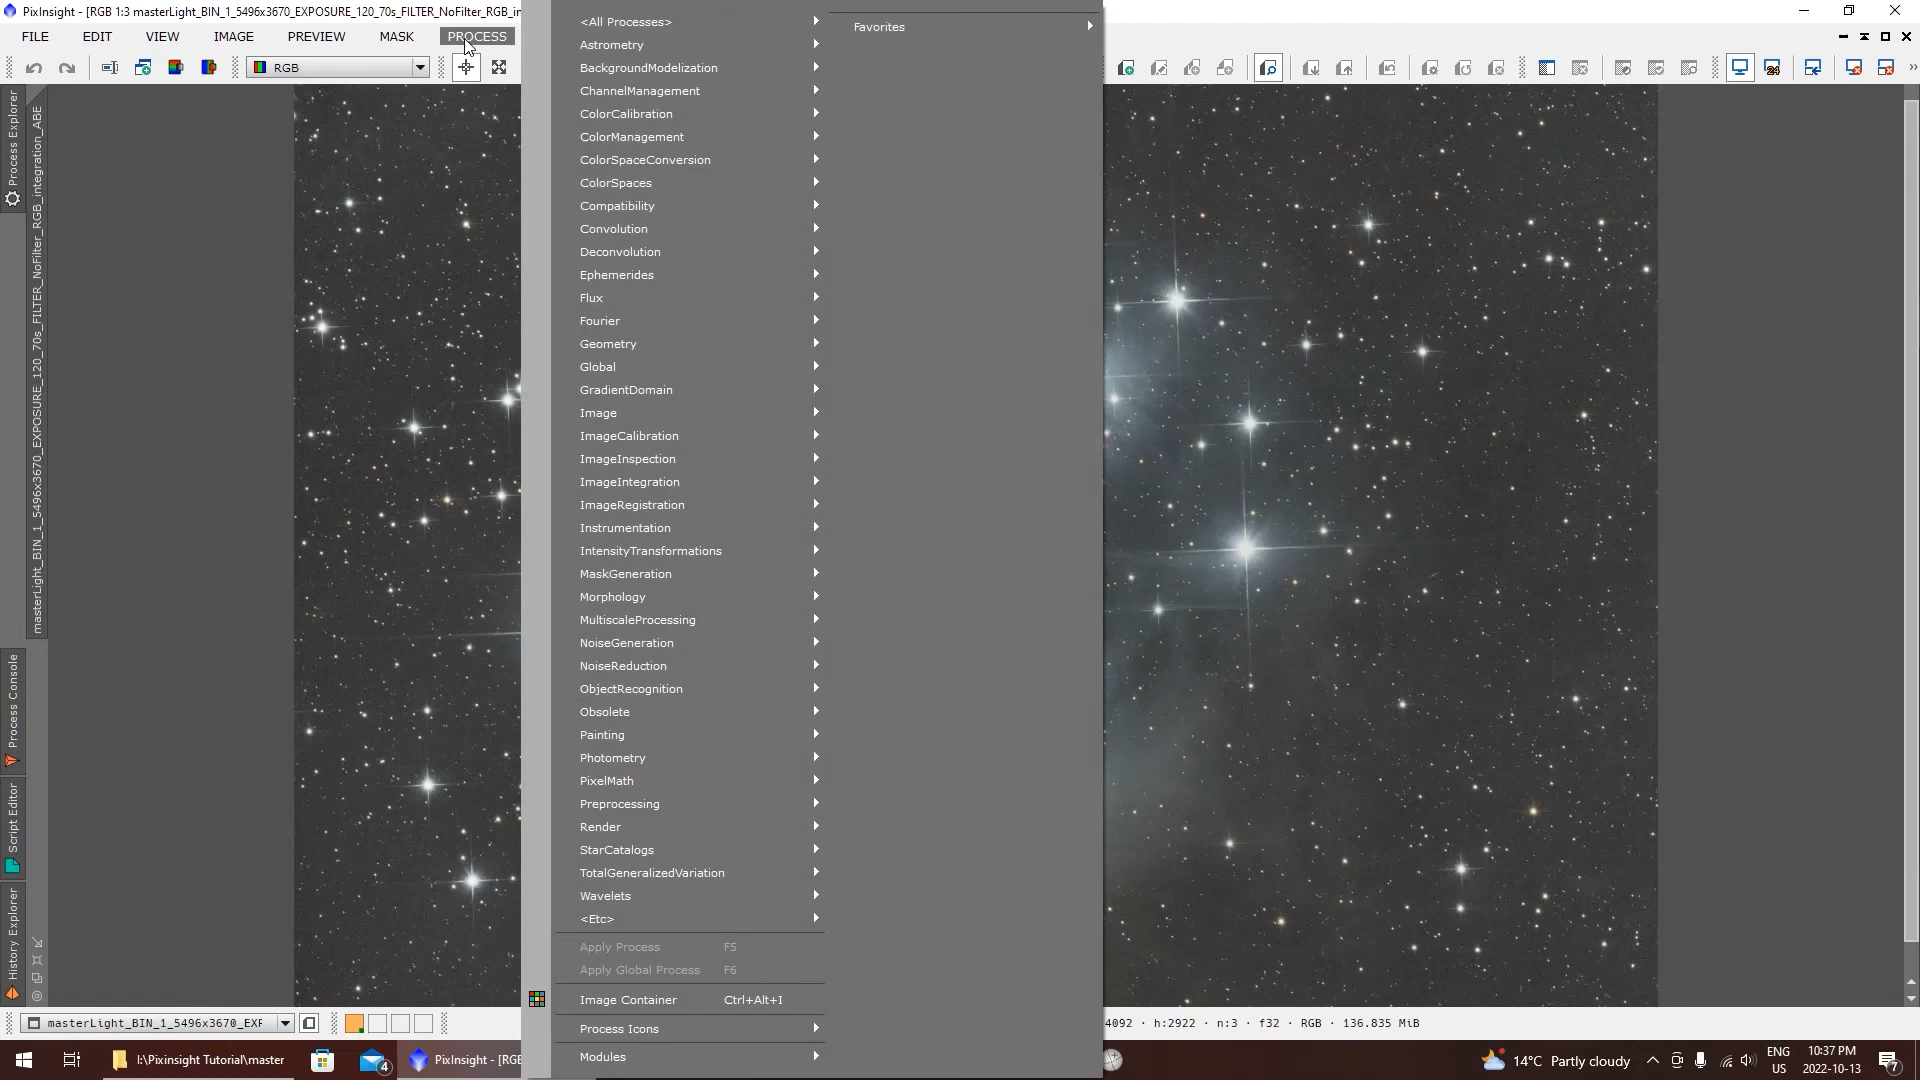 PixInsight - [RGB 1:3 masterLight_BIN_1_5496x3670_EXPOSURE_120_70s_FILTER_NoFilter_RGB_in
FILE EDIT VIEW IMAGE PREVIEW MASK PROCESS
RGB
24
Process Explorer
masterLight_BIN_1_5496x3670_EXPOSURE_120_70s_FILTER_NoFilter_RGB_integration_ABE
Process Console
Script Editor
History Explorer
<All Processes>
Astrometry
BackgroundModelization
ChannelManagement
ColorCalibration
ColorManagement
ColorSpaceConversion
ColorSpaces
Compatibility
Convolution
Deconvolution
Ephemerides
Flux
Fourier
Geometry
Global
GradientDomain
Image
ImageCalibration
ImageInspection
ImageIntegration
ImageRegistration
Instrumentation
IntensityTransformations
MaskGeneration
Morphology
MultiscaleProcessing
NoiseGeneration
NoiseReduction
ObjectRecognition
Obsolete
Painting
Photometry
PixelMath
Preprocessing
Render
StarCatalogs
TotalGeneralizedVariation
Wavelets
<Etc>
Apply Process F5
Apply Global Process F6
Image Container Ctrl+Alt+I
Process Icons
Modules
Favorites
masterLight_BIN_1_5496x3670_EXF
4092 · h:2922 · n:3 · f32 · RGB · 136.835 MiB
I:\Pixinsight Tutorial\master
4
PixInsight - [RGE
14°C Partly cloudy
ENG
US
10:37 PM
2022-10-13
7